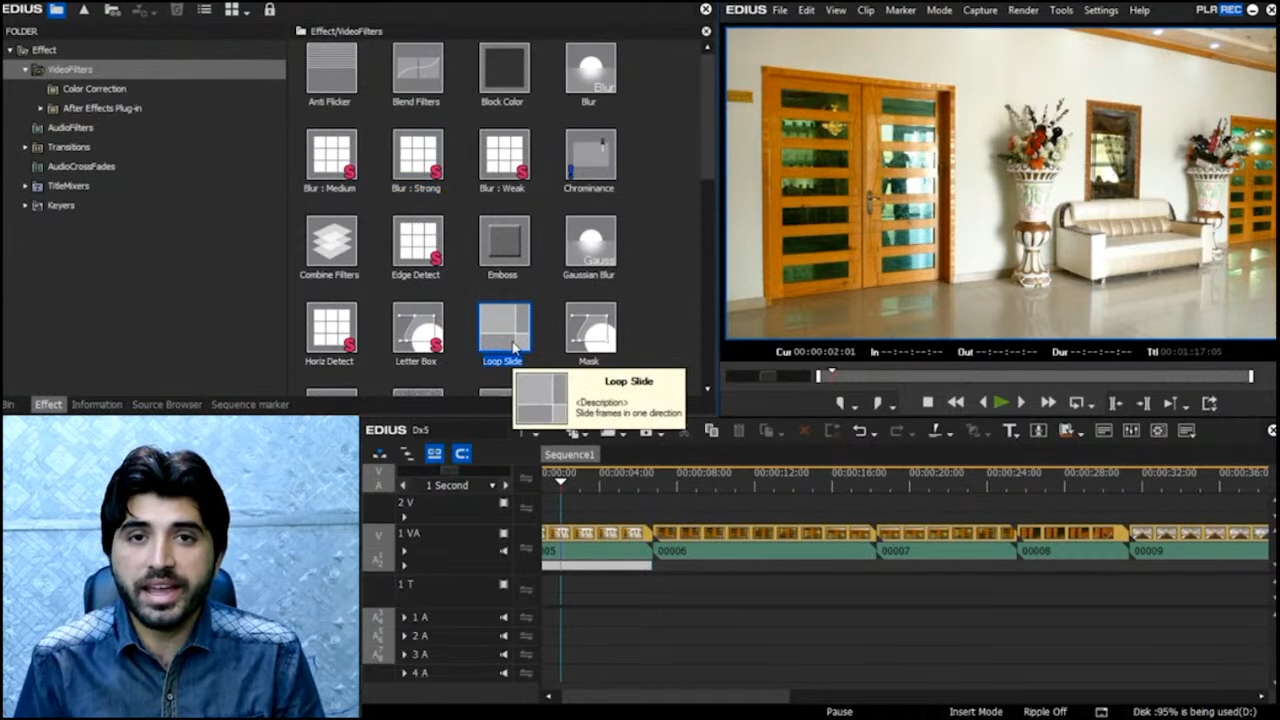 EDIUS
FOLDER
Effect
VideoFilters
Color Correction
After Effects Plug-in
AudioFilters
Transitions
AudioCrossFades
TitleMixers
Keyers
Effect/VideoFilters
Anti Flicker
Blend Filters
Block Color
Blur
Blur
Blur : Medium
Blur : Strong
Blur : Weak
Chrominance
Combine Filters
Edge Detect
Emboss
Gauss
Gaussian Blur
Horiz Detect
Letter Box
Loop Slide
Mask
Loop Slide
<Description>
Slide frames in one direction
Bin Effect Information Source Browser Sequence marker
EDIUS File Edit View Clip Marker Mode Capture Render Tools Settings Help PLR REC
Cur 00:00:02:01 In --:--:--:-- Out --:--:--:-- Dur --:--:--:-- Ttl 00:01:17:05
EDIUS Dx5
Sequence1
V
A
1 Second
0:00:00 00:00:04:00 00:00:08:00 00:00:12:00 00:00:16:00 00:00:20:00 00:00:24:00 00:00:28:00 00:00:32:00 00:00:36:0
2 V
V 1 VA
05 00006 00007 00008 00009
1 T
1 A
2 A
3 A
4 A
Pause Insert Mode Ripple Off Disk :95% is being used(D:)